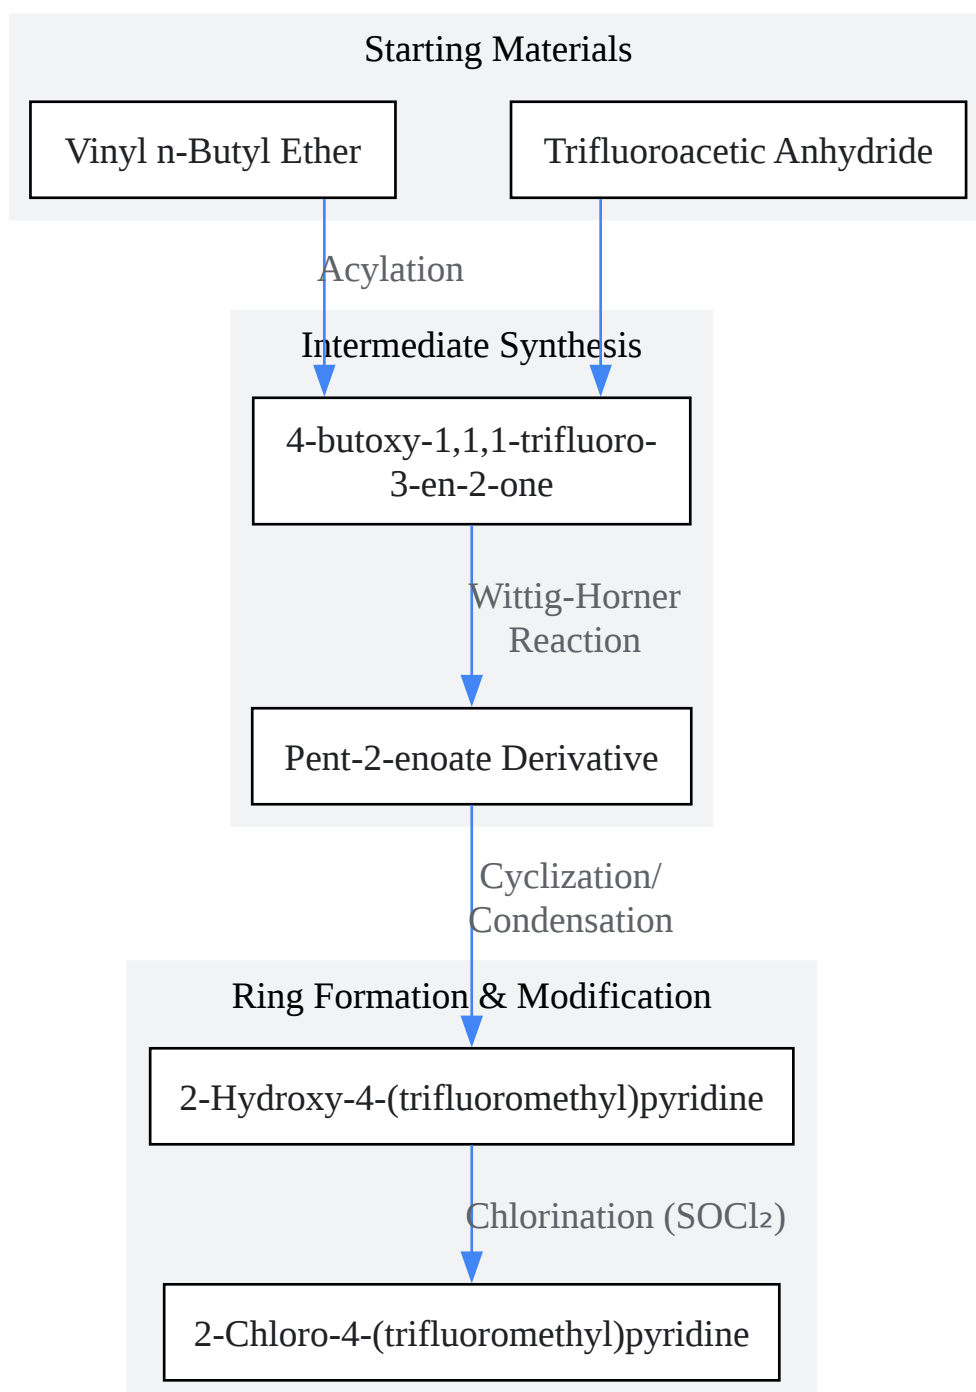 Starting Materials
Vinyl n-Butyl Ether
Trifluoroacetic Anhydride
Acylation
Intermediate Synthesis
4-butoxy-1,1,1-trifluoro-
3-en-2-one
Wittig-Horner
Reaction
Pent-2-enoate Derivative
Cyclization/
Condensation
Ring Formation & Modification
2-Hydroxy-4-(trifluoromethyl)pyridine
Chlorination (SOCl₂)
2-Chloro-4-(trifluoromethyl)pyridine